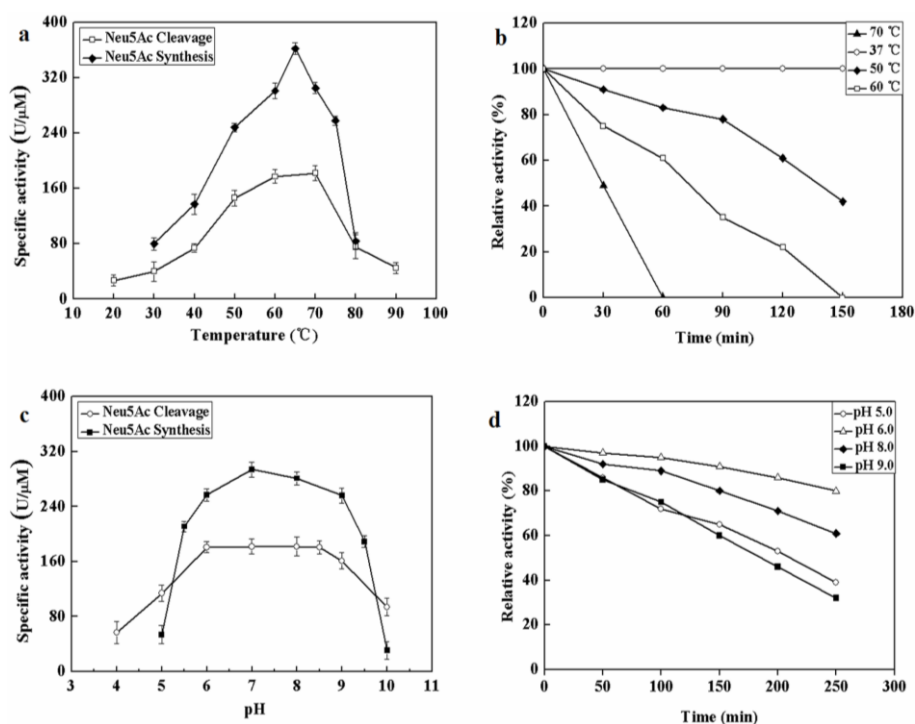 a
Neu5Ac Cleavage
Neu5Ac Synthesis
Specific activity (U/μM)
400
320
240
160
80
0
10 20 30 40 50 60 70 80 90 100
Temperature (℃)
b
70 ℃
37 ℃
50 ℃
60 ℃
Relative activity (%)
120
100
80
60
40
20
0
0 30 60 90 120 150 180
Time (min)
c
Neu5Ac Cleavage
Neu5Ac Synthesis
Specific activity (U/μM)
400
320
240
160
80
0
3 4 5 6 7 8 9 10 11
pH
d
pH 5.0
pH 6.0
pH 8.0
pH 9.0
Relative activity (%)
120
100
80
60
40
20
0
0 50 100 150 200 250 300
Time (min)